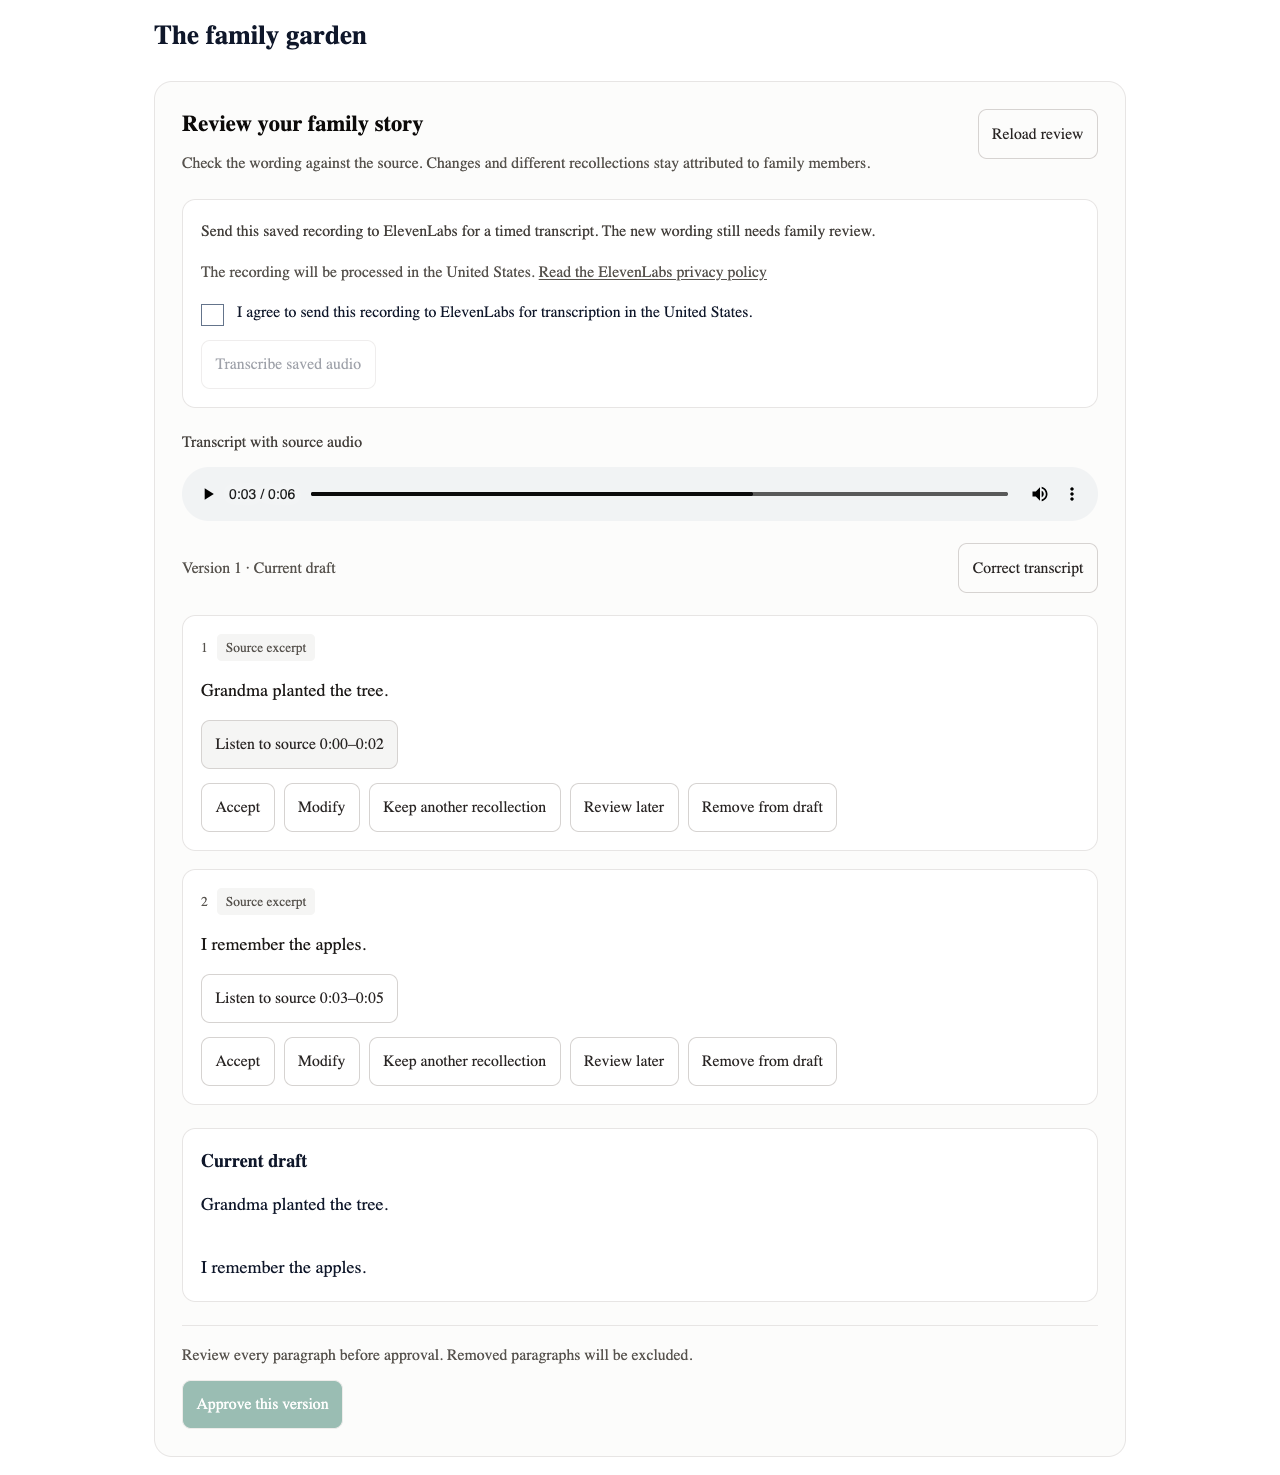 The family garden
Review your family story
Reload review
Check the wording against the source. Changes and different recollections stay attributed to family members.
Send this saved recording to ElevenLabs for a timed transcript. The new wording still needs family review.
The recording will be processed in the United States. Read the ElevenLabs privacy policy
I agree to send this recording to ElevenLabs for transcription in the United States.
Transcribe saved audio
Transcript with source audio
0:03 / 0:06
Version 1 · Current draft
Correct transcript
1 Source excerpt
Grandma planted the tree.
Listen to source 0:00–0:02
Accept Modify Keep another recollection Review later Remove from draft
2 Source excerpt
I remember the apples.
Listen to source 0:03–0:05
Accept Modify Keep another recollection Review later Remove from draft
Current draft
Grandma planted the tree.
I remember the apples.
Review every paragraph before approval. Removed paragraphs will be excluded.
Approve this version